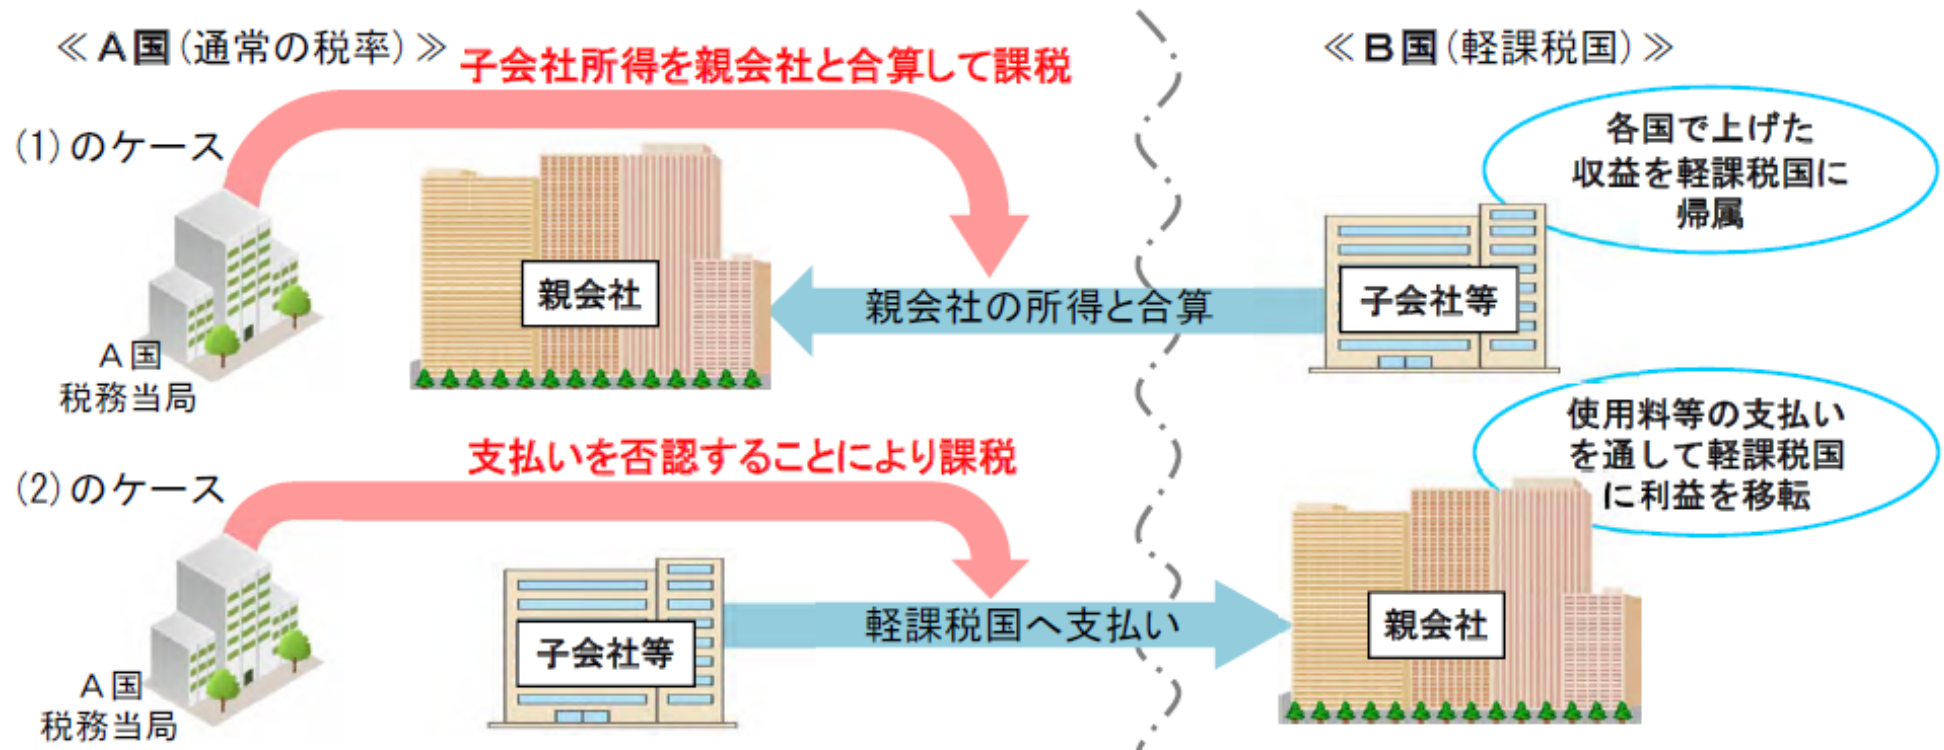 ≪A国(通常の税率)≫
≪B国(軽課税国)≫
子会社所得を親会社と合算して課税
(1)のケース
各国で上げた
収益を軽課税国に
帰属
親会社
親会社の所得と合算
子会社等
A国
税務当局
支払いを否認することにより課税
(2)のケース
使用料等の支払い
を通して軽課税国
に利益を移転
子会社等
軽課税国へ支払い
親会社
A国
税務当局